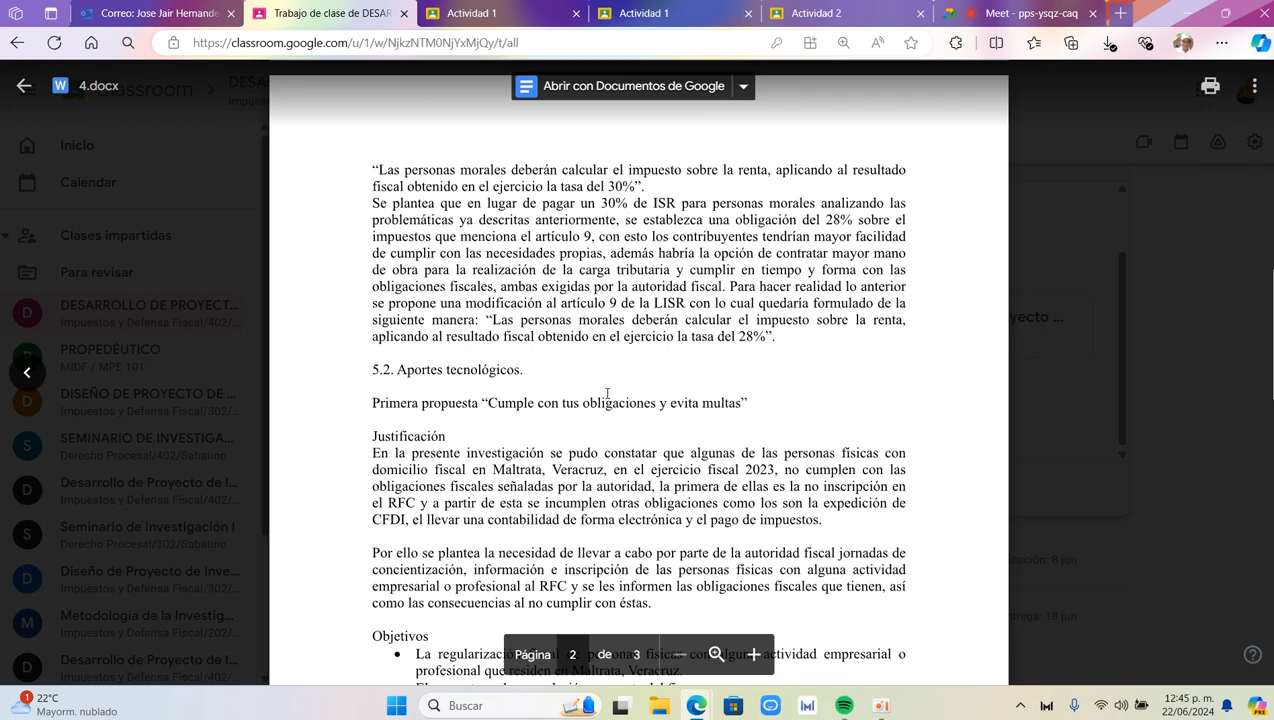 Correo: Jose Jair Hernande
Trabajo de clase de DESAR
Actividad 1
Actividad 1
Actividad 2
Meet - pps-ysqz-caq
https://classroom.google.com/u/1/w/NjkzNTM0NjYxMjQy/t/all
4.docx
Abrir con Documentos de Google
Inicio
Calendar
Clases impartidas
Para revisar
DESARROLLO DE PROYECT...
Impuestos y Defensa Fiscal/402/...
PROPEDÉUTICO
MIDF / MPE 101
DISEÑO DE PROYECTO DE ...
Impuestos y Defensa Fiscal/302/...
SEMINARIO DE INVESTIGA...
Derecho Procesal/402/Sabatino
Desarrollo de Proyecto de I...
Seminario de Investigación I
Derecho Procesal/302/Sabatino
Diseño de Proyecto de Inve...
Impuestos y Defensa Fiscal/302/...
Metodología de la Investig...
Impuestos y Defensa Fiscal/202/...
Desarrollo de Proyecto de I...
“Las personas morales deberán calcular el impuesto sobre la renta, aplicando al resultado
fiscal obtenido en el ejercicio la tasa del 30%”.
Se plantea que en lugar de pagar un 30% de ISR para personas morales analizando las
problemáticas ya descritas anteriormente, se establezca una obligación del 28% sobre el
impuestos que menciona el artículo 9, con esto los contribuyentes tendrían mayor facilidad
de cumplir con las necesidades propias, además habría la opción de contratar mayor mano
de obra para la realización de la carga tributaria y cumplir en tiempo y forma con las
obligaciones fiscales, ambas exigidas por la autoridad fiscal. Para hacer realidad lo anterior
se propone una modificación al artículo 9 de la LISR con lo cual quedaría formulado de la
siguiente manera: “Las personas morales deberán calcular el impuesto sobre la renta,
aplicando al resultado fiscal obtenido en el ejercicio la tasa del 28%”.
5.2. Aportes tecnológicos.
Primera propuesta “Cumple con tus obligaciones y evita multas”
Justificación
En la presente investigación se pudo constatar que algunas de las personas físicas con
domicilio fiscal en Maltrata, Veracruz, en el ejercicio fiscal 2023, no cumplen con las
obligaciones fiscales señaladas por la autoridad, la primera de ellas es la no inscripción en
el RFC y a partir de esta se incumplen otras obligaciones como los son la expedición de
CFDI, el llevar una contabilidad de forma electrónica y el pago de impuestos.
Por ello se plantea la necesidad de llevar a cabo por parte de la autoridad fiscal jornadas de
concientización, información e inscripción de las personas físicas con alguna actividad
empresarial o profesional al RFC y se les informen las obligaciones fiscales que tienen, así
como las consecuencias al no cumplir con éstas.
Objetivos
• La regularización personas físicas con alguna actividad empresarial o
profesional que residen en Maltrata, Veracruz.
Página 2 de 3
oyecto ...
cación: 8 jun
trega: 18 jun
22°C
Mayorm. nublado
Buscar
12:45 p. m.
22/06/2024